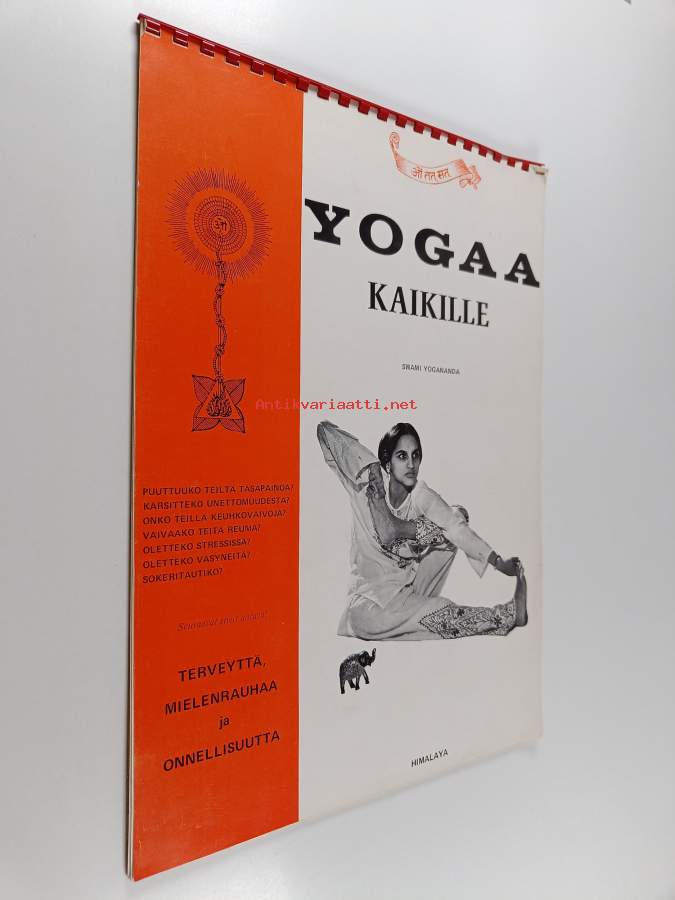 ओं तत् सत्
YOGAA
KAIKILLE
SWAMI YOGANANDA
Antikvariaatti.net
PUUTTUUKO TEILTÄ TASAPAINOA?
KÄRSITTEKÖ UNETTOMUUDESTA?
ONKO TEILLÄ KEUHKOVAIVOJA?
VAIVAAKO TEITÄ REUMA?
OLETTEKO STRESSISSÄ?
OLETTEKO VÄSYNEITÄ?
SOKERITAUTIKO?
TERVEYTTÄ,
MIELENRAUHAA
ja
ONNELLISUUTTA
HIMALAYA